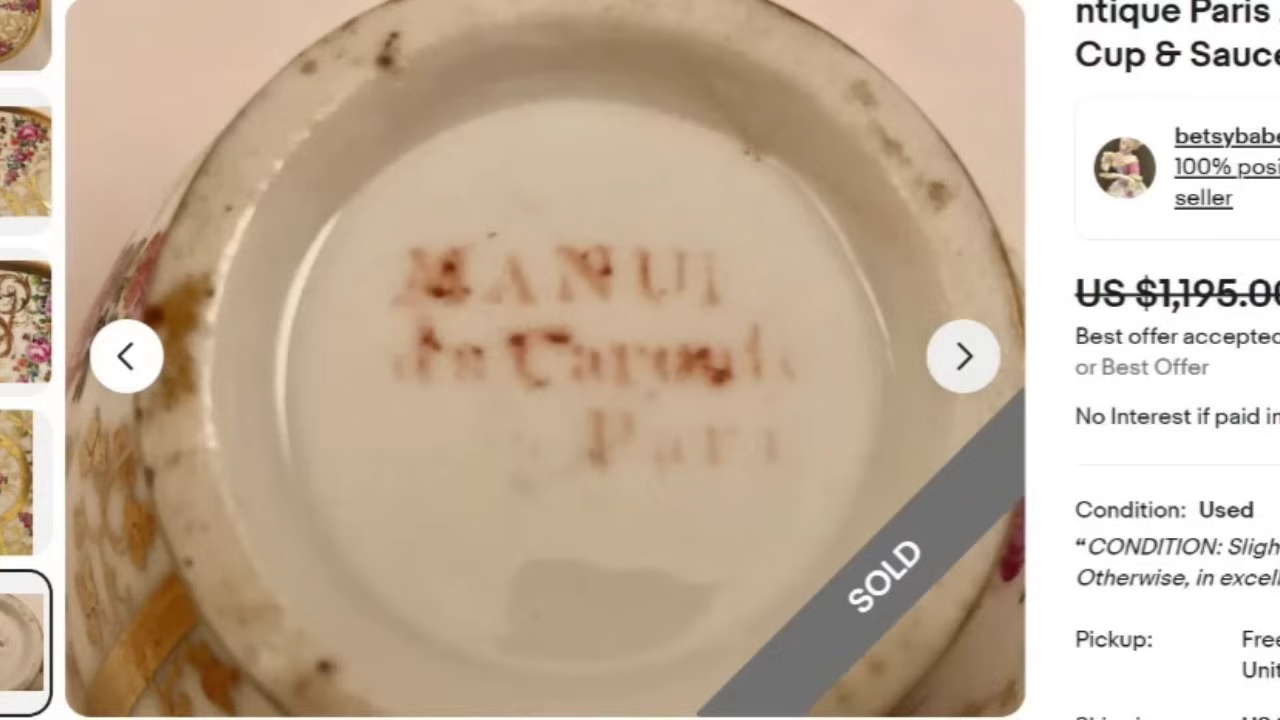 ntique Paris
Cup & Sauce
betsybabe
100% posi
seller
US $1,195.00
Best offer accepted
or Best Offer
No Interest if paid in
Condition: Used
“CONDITION: Sligh
Otherwise, in excell
Pickup: Free
Unit
MANUF
de
Paris
SOLD